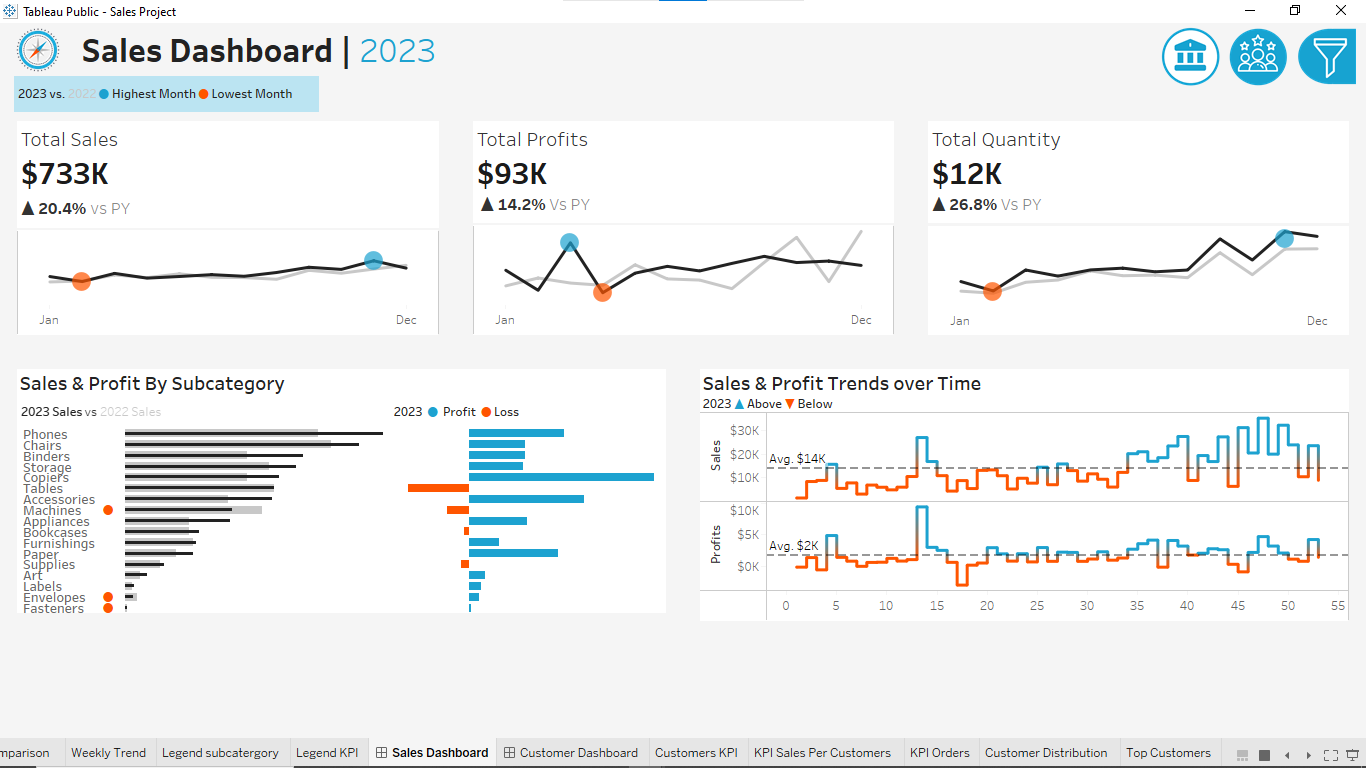 Tableau Public - Sales Project
Sales Dashboard | 2023
2023 vs. 2022 Highest Month Lowest Month
Total Sales
$733K
▲ 20.4% vs PY
Jan Dec
Total Profits
$93K
▲ 14.2% Vs PY
Jan Dec
Total Quantity
$12K
▲ 26.8% Vs PY
Jan Dec
Sales & Profit By Subcategory
2023 Sales vs 2022 Sales
2023 Profit Loss
Phones
Chairs
Binders
Storage
Copiers
Tables
Accessories
Machines
Appliances
Bookcases
Furnishings
Paper
Supplies
Art
Labels
Envelopes
Fasteners
Sales & Profit Trends over Time
2023 ▲ Above ▼ Below
Sales
$30K
$20K
$10K
Avg. $14K
Profits
$10K
$5K
$0K
Avg. $2K
0 5 10 15 20 25 30 35 40 45 50 55
mparison Weekly Trend Legend subcatergory Legend KPI Sales Dashboard Customer Dashboard Customers KPI KPI Sales Per Customers KPI Orders Customer Distribution Top Customers